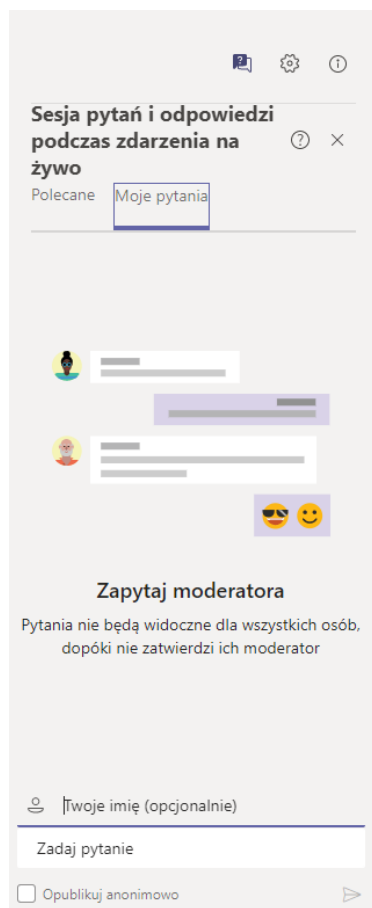 Sesja pytań i odpowiedzi
podczas zdarzenia na
żywo
Polecane Moje pytania
Zapytaj moderatora
Pytania nie będą widoczne dla wszystkich osób,
dopóki nie zatwierdzi ich moderator
Twoje imię (opcjonalnie)
Zadaj pytanie
Opublikuj anonimowo